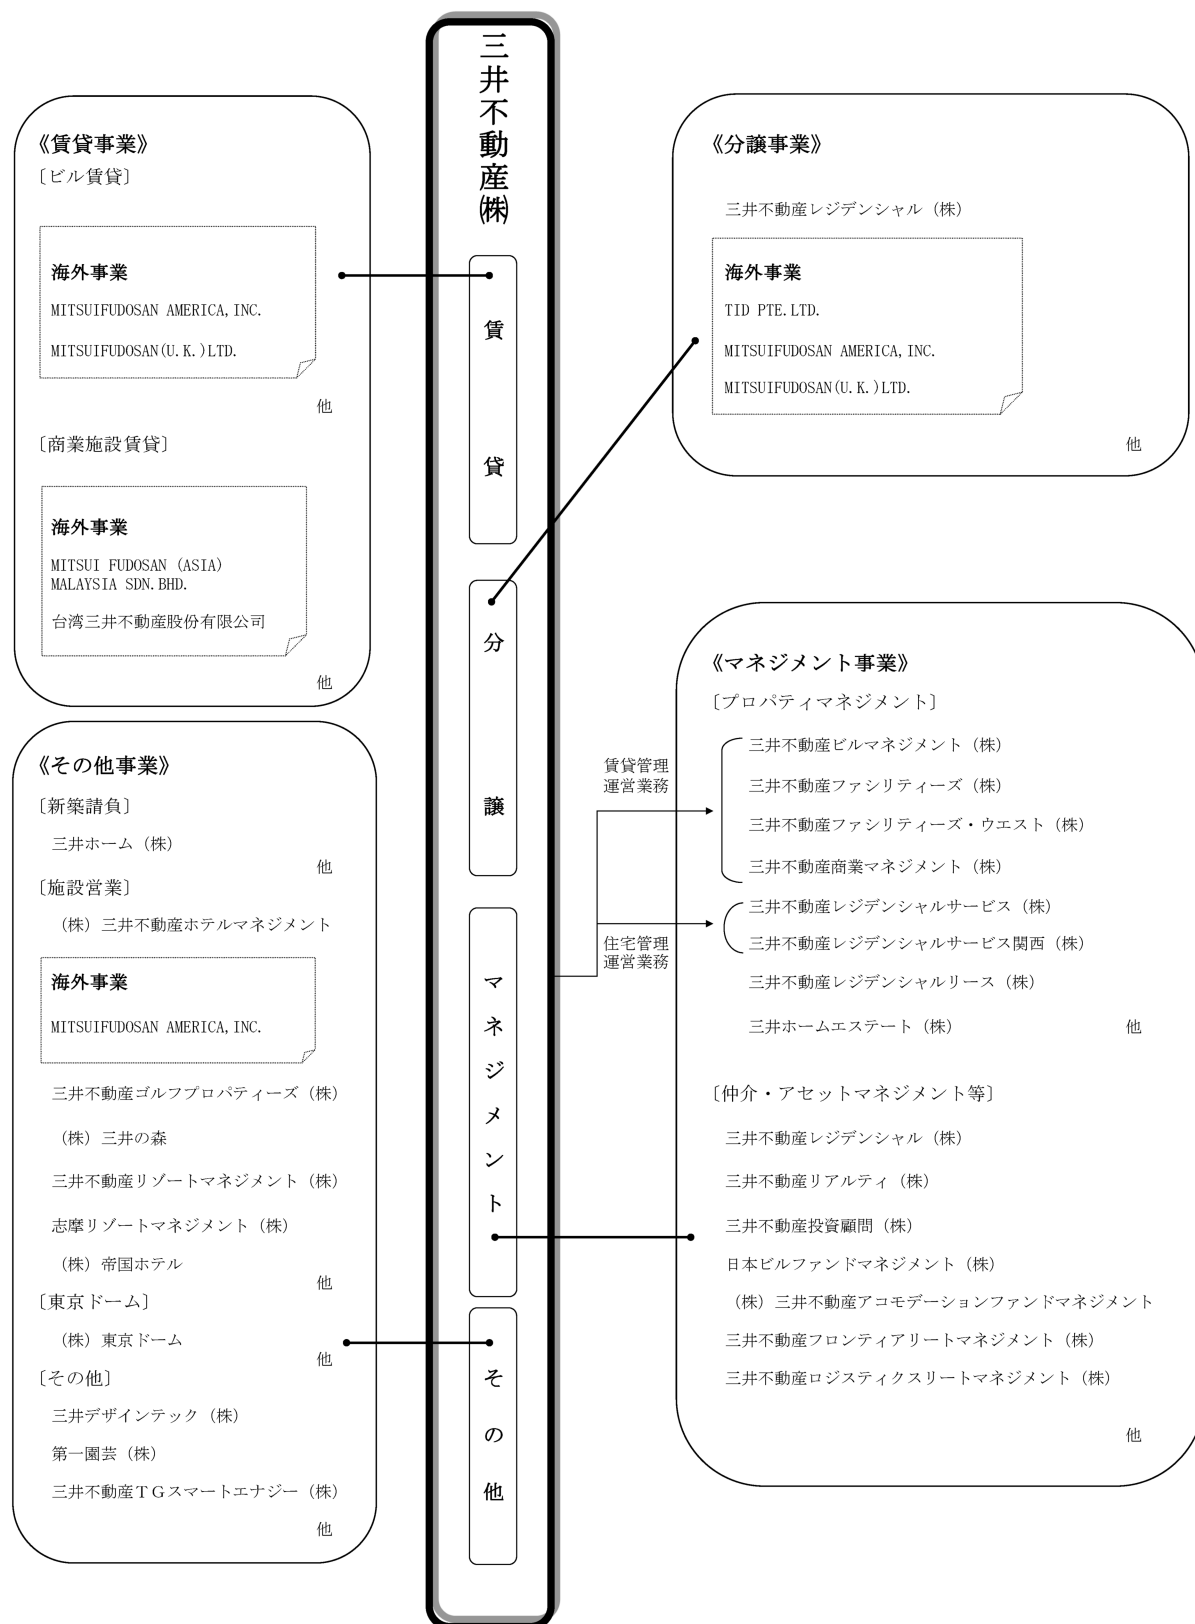 三井不動産㈱
賃貸
分譲
マネジメント
その他
《賃貸事業》
〔ビル賃貸〕
海外事業
MITSUIFUDOSAN AMERICA,INC.
MITSUIFUDOSAN(U.K.)LTD.
他
〔商業施設賃貸〕
海外事業
MITSUI FUDOSAN (ASIA)
MALAYSIA SDN.BHD.
台湾三井不動産股份有限公司
他
《その他事業》
〔新築請負〕
三井ホーム（株）
他
〔施設営業〕
（株）三井不動産ホテルマネジメント
海外事業
MITSUIFUDOSAN AMERICA,INC.
三井不動産ゴルフプロパティーズ（株）
（株）三井の森
三井不動産リゾートマネジメント（株）
志摩リゾートマネジメント（株）
（株）帝国ホテル
他
〔東京ドーム〕
（株）東京ドーム
他
〔その他〕
三井デザインテック（株）
第一園芸（株）
三井不動産ＴＧスマートエナジー（株）
他
《分譲事業》
三井不動産レジデンシャル（株）
海外事業
TID PTE.LTD.
MITSUIFUDOSAN AMERICA,INC.
MITSUIFUDOSAN(U.K.)LTD.
他
賃貸管理
運営業務
住宅管理
運営業務
《マネジメント事業》
〔プロパティマネジメント〕
三井不動産ビルマネジメント（株）
三井不動産ファシリティーズ（株）
三井不動産ファシリティーズ・ウエスト（株）
三井不動産商業マネジメント（株）
三井不動産レジデンシャルサービス（株）
三井不動産レジデンシャルサービス関西（株）
三井不動産レジデンシャルリース（株）
三井ホームエステート（株）
他
〔仲介・アセットマネジメント等〕
三井不動産レジデンシャル（株）
三井不動産リアルティ（株）
三井不動産投資顧問（株）
日本ビルファンドマネジメント（株）
（株）三井不動産アコモデーションファンドマネジメント
三井不動産フロンティアリートマネジメント（株）
三井不動産ロジスティクスリートマネジメント（株）
他